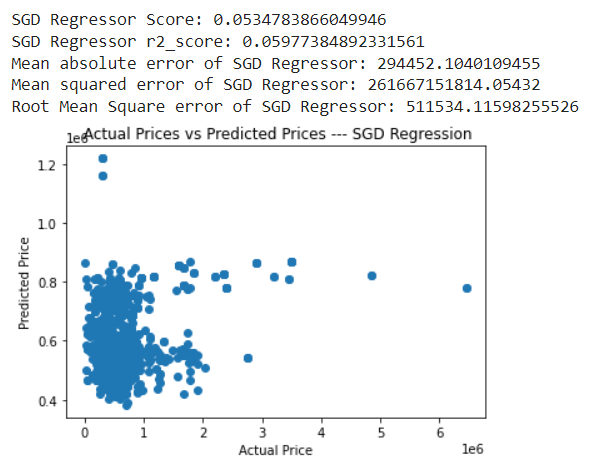 SGD Regressor Score: 0.0534783866049946
SGD Regressor r2_score: 0.05977384892331561
Mean absolute error of SGD Regressor: 294452.1040109455
Mean squared error of SGD Regressor: 261667151814.05432
Root Mean Square error of SGD Regressor: 511534.11598255526
1e6
Actual Prices vs Predicted Prices --- SGD Regression
1.2
1.0
0.8
0.6
0.4
Predicted Price
0 1 2 3 4 5 6
1e6
Actual Price